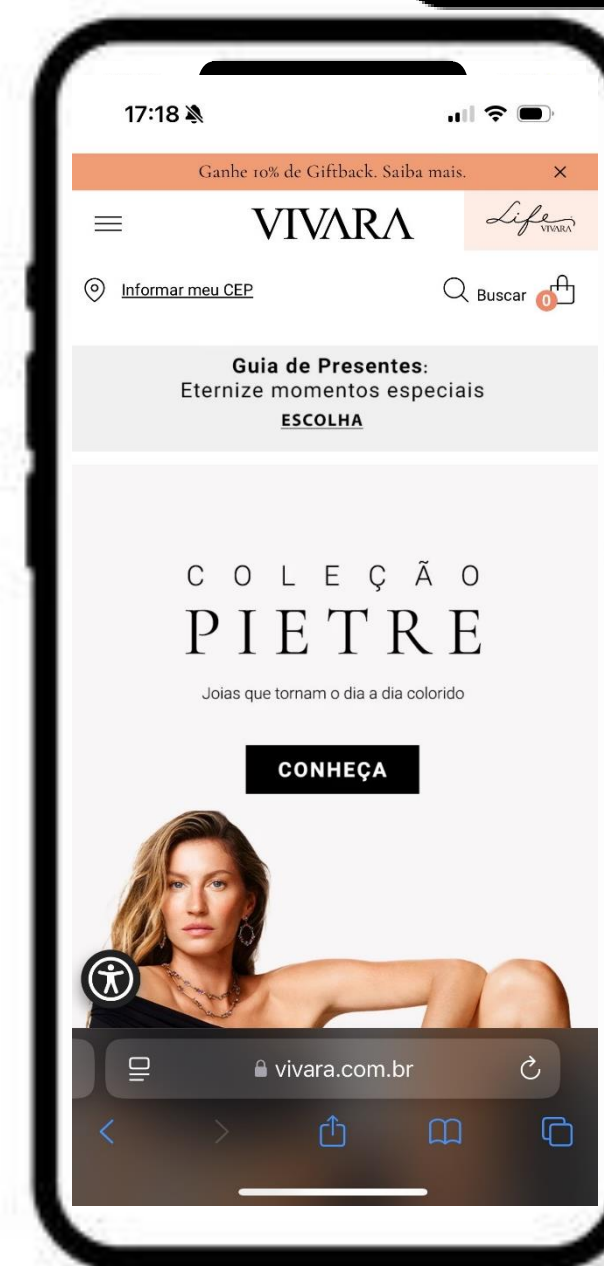 17:18
Ganhe 10% de Giftback. Saiba mais.
VIVARA
Life
VIVARA
Informar meu CEP
Buscar
0
Guia de Presentes:
Eternize momentos especiais
ESCOLHA
COLEÇÃO
PIETRE
Joias que tornam o dia a dia colorido
CONHEÇA
vivara.com.br